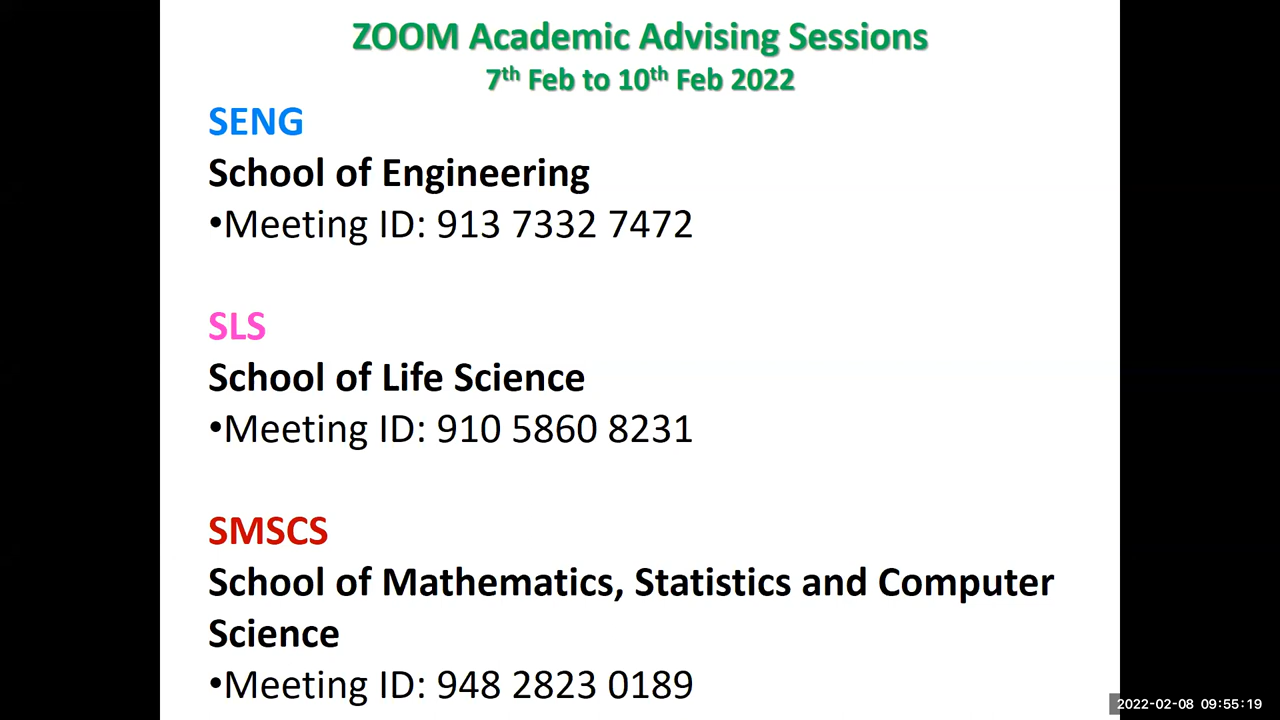 ZOOM Academic Advising Sessions
7th Feb to 10th Feb 2022
SENG
School of Engineering
•Meeting ID: 913 7332 7472
SLS
School of Life Science
•Meeting ID: 910 5860 8231
SMSCS
School of Mathematics, Statistics and Computer
Science
•Meeting ID: 948 2823 0189
2022-02-08 09:55:19